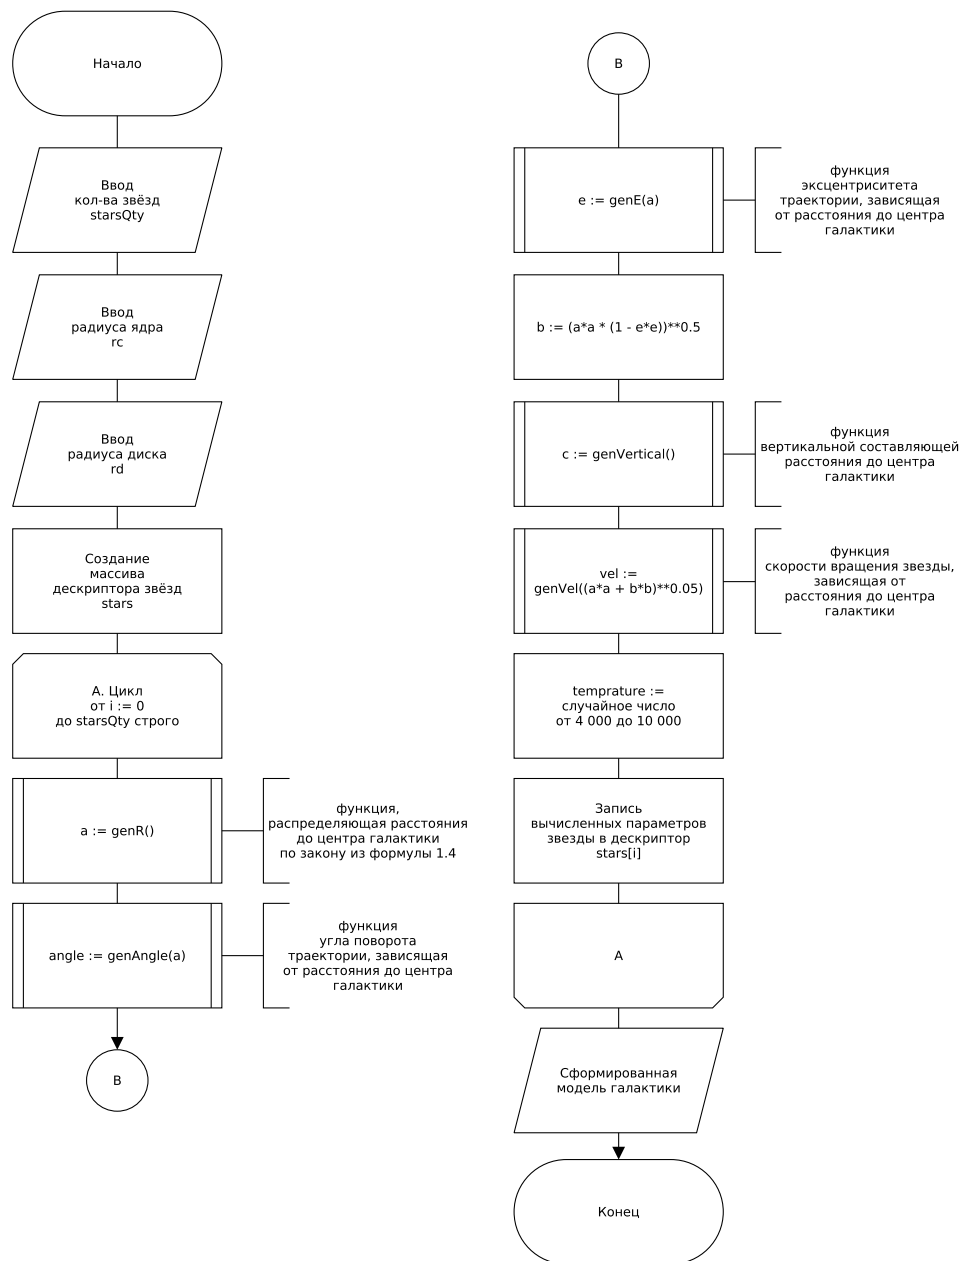 Начало
Ввод
кол-ва звёзд
starsQty
Ввод
радиуса ядра
rc
Ввод
радиуса диска
rd
Создание
массива
дескриптора звёзд
stars
A. Цикл
от i := 0
до starsQty строго
a := genR()
функция,
распределяющая расстояния
до центра галактики
по закону из формулы 1.4
angle := genAngle(a)
функция
угла поворота
траектории, зависящая
от расстояния до центра
галактики
B
B
e := genE(a)
функция
эксцентриситета
траектории, зависящая
от расстояния до центра
галактики
b := (a*a * (1 - e*e))**0.5
c := genVertical()
функция
вертикальной составляющей
расстояния до центра
галактики
vel :=
genVel((a*a + b*b)**0.05)
функция
скорости вращения звезды,
зависящая от
расстояния до центра
галактики
temprature :=
случайное число
от 4 000 до 10 000
Запись
вычисленных параметров
звезды в дескриптор
stars[i]
A
Сформированная
модель галактики
Конец